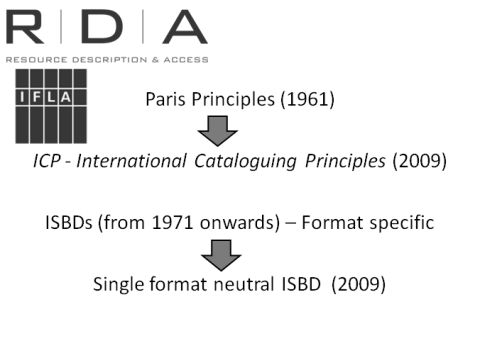 R | D | A
RESOURCE DESCRIPTION & ACCESS
IFLA
Paris Principles (1961)
ICP - International Cataloguing Principles (2009)
ISBDs (from 1971 onwards) – Format specific
Single format neutral ISBD (2009)